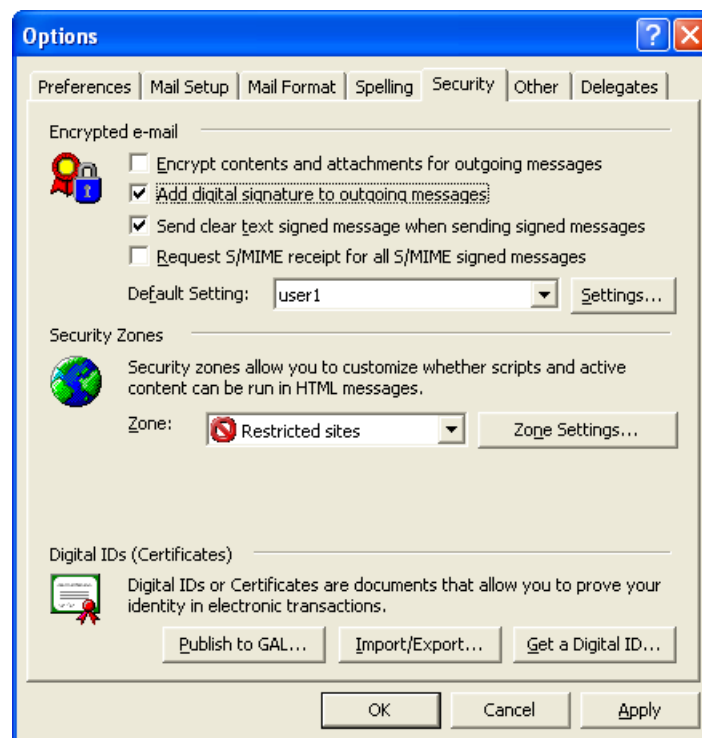 Options
Preferences Mail Setup Mail Format Spelling Security Other Delegates
Encrypted e-mail
Encrypt contents and attachments for outgoing messages
Add digital signature to outgoing messages
Send clear text signed message when sending signed messages
Request S/MIME receipt for all S/MIME signed messages
Default Setting: user1 Settings...
Security Zones
Security zones allow you to customize whether scripts and active
content can be run in HTML messages.
Zone: Restricted sites Zone Settings...
Digital IDs (Certificates)
Digital IDs or Certificates are documents that allow you to prove your
identity in electronic transactions.
Publish to GAL... Import/Export... Get a Digital ID...
OK Cancel Apply